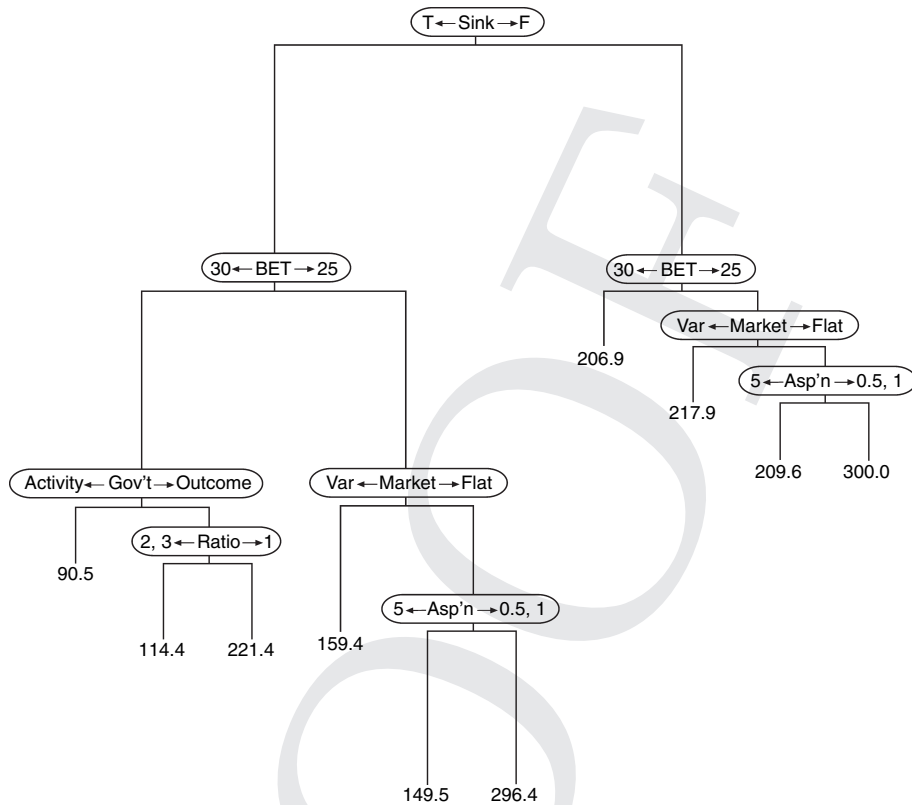 T←Sink→F
30←BET→25
30←BET→25
Var←Market→Flat
206.9
5←Asp'n→0.5, 1
217.9
209.6
300.0
Activity←Gov't→Outcome
Var←Market→Flat
2, 3←Ratio→1
90.5
5←Asp'n→0.5, 1
114.4
221.4
159.4
149.5
296.4